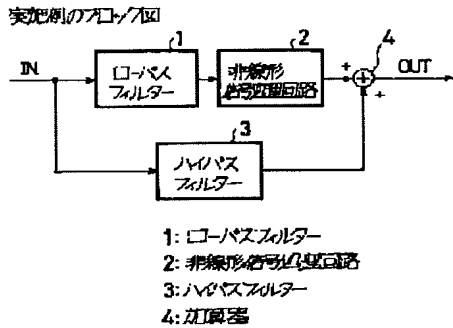 実施例のブロック図
IN
1
ローパス
フィルター
2
非線形
信号処理回路
+
4
OUT
+
3
ハイパス
フィルター
1: ローパスフィルター
2: 非線形信号処理回路
3: ハイパスフィルター
4: 加算器